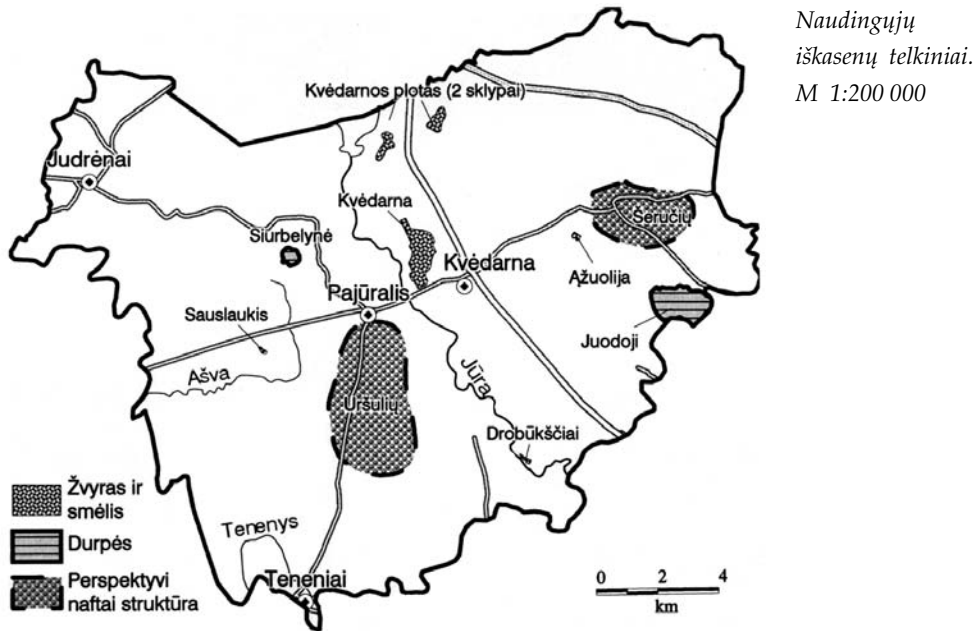 Naudingųjų
iškasenų telkiniai.
M 1:200 000
Kvėdarnos plotas (2 sklypai)
Judrėnai
Kvėdarna
Šeručių
Siurbelynė
Kvėdarna
Ąžuolija
Pajūralis
Sauslaukis
Juodoji
Ašva
Jūra
Uršulių
Drobūkščiai
Žvyras ir
smėlis
Durpės
Tenenys
Perspektyvi
naftai struktūra
Teneniai
0 2 4
km